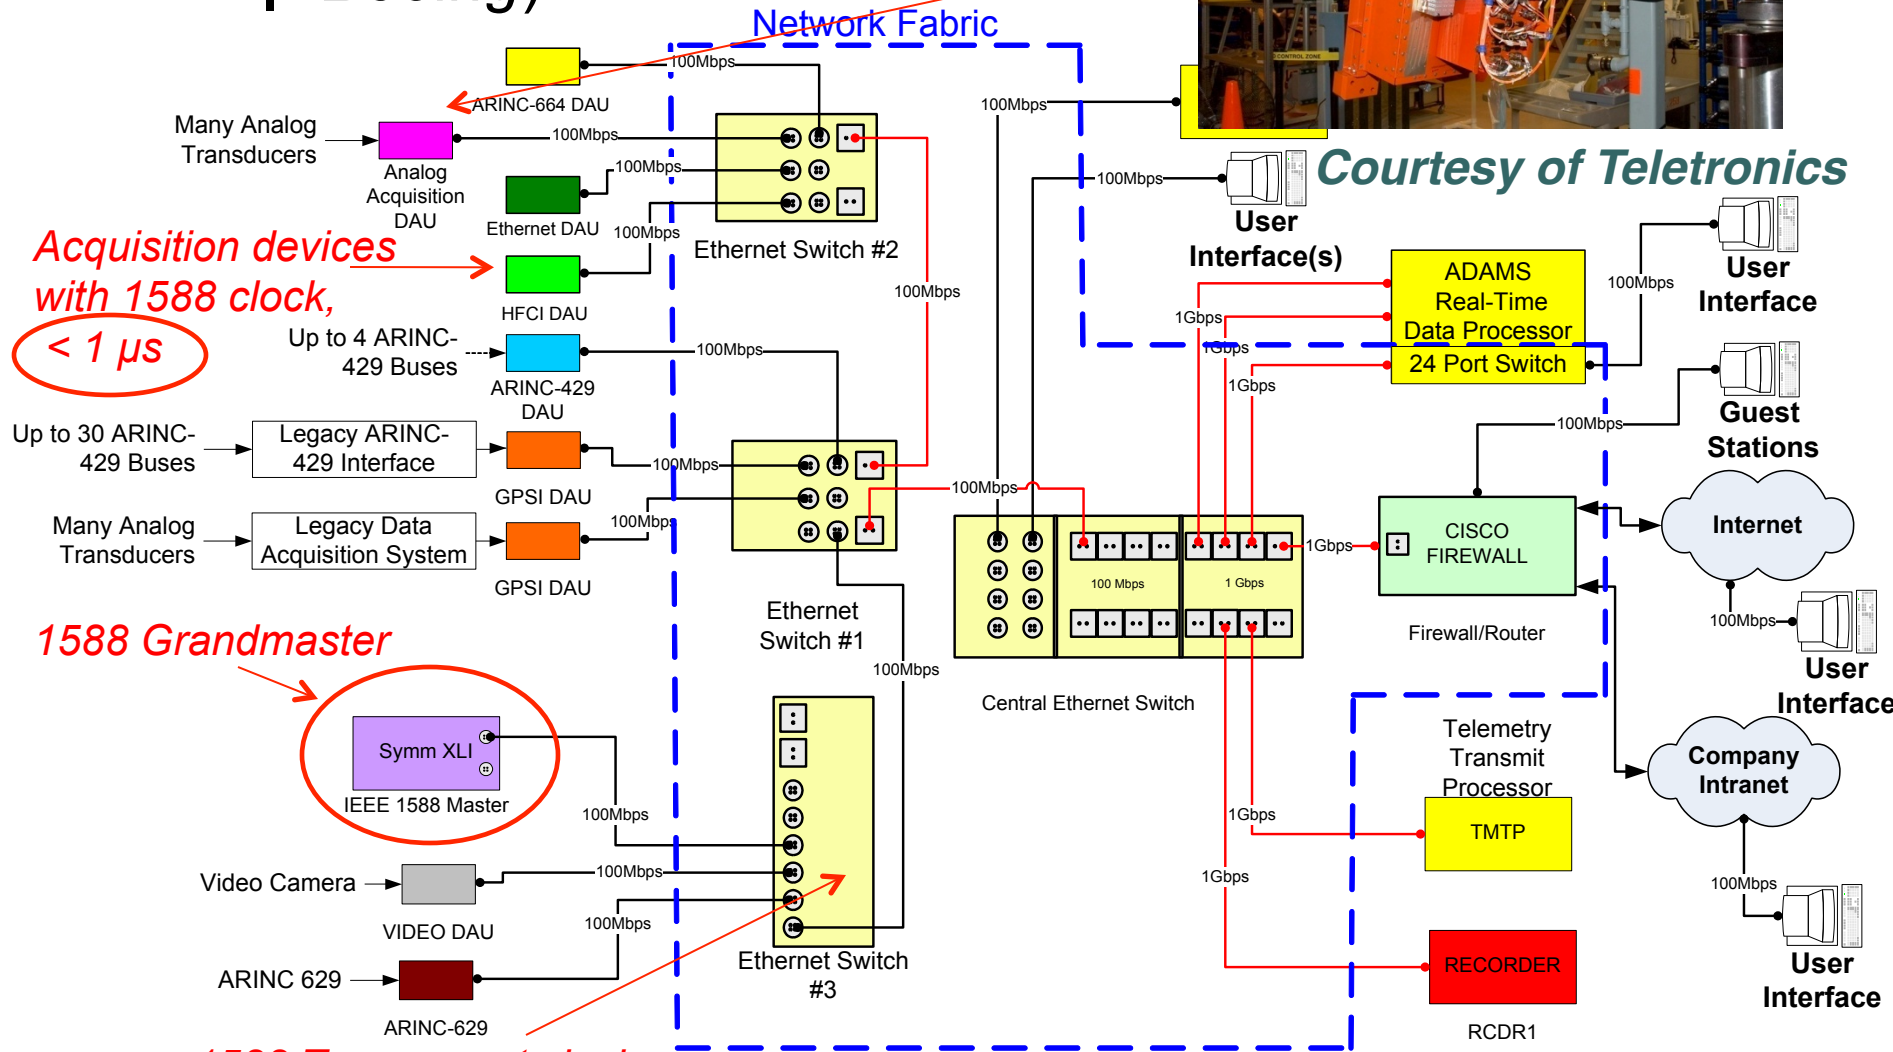 Boeing)
Network Fabric
CONTROL ZONE
Courtesy of Teletronics
100Mbps
ARINC-664 DAU
Many Analog
Transducers
100Mbps
Analog
Acquisition
DAU
100Mbps
Ethernet DAU
100Mbps
Ethernet Switch #2
Acquisition devices
with 1588 clock,
< 1 µs
HFCI DAU
100Mbps
Up to 4 ARINC-
429 Buses
100Mbps
ARINC-429
DAU
Up to 30 ARINC-
429 Buses
Legacy ARINC-
429 Interface
100Mbps
GPSI DAU
Many Analog
Transducers
Legacy Data
Acquisition System
100Mbps
GPSI DAU
Ethernet
Switch #1
100Mbps
100Mbps
1588 Grandmaster
Symm XLI
IEEE 1588 Master
100Mbps
Video Camera
100Mbps
VIDEO DAU
100Mbps
ARINC 629
ARINC-629
Ethernet Switch
#3
100Mbps
100Mbps
User
Interface(s)
ADAMS
Real-Time
Data Processor
24 Port Switch
1Gbps
1Gbps
1Gbps
100Mbps
User
Interface
100Mbps
Guest
Stations
100 Mbps
1 Gbps
Central Ethernet Switch
1Gbps
CISCO
FIREWALL
Firewall/Router
Internet
100Mbps
User
Interface
Company
Intranet
100Mbps
User
Interface
Telemetry
Transmit
Processor
TMTP
1Gbps
1Gbps
RECORDER
RCDR1